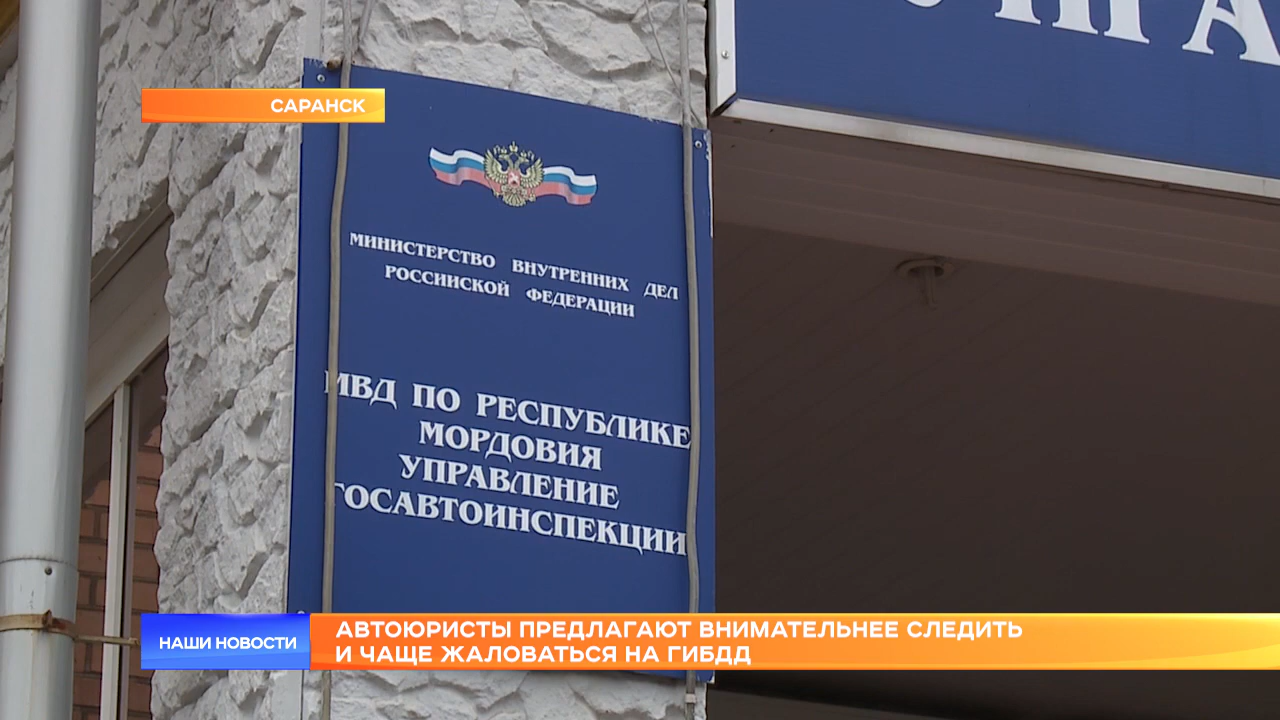 САРАНСК
МИНИСТЕРСТВО ВНУТРЕННИХ ДЕЛ
РОССИЙСКОЙ ФЕДЕРАЦИИ
МВД ПО РЕСПУБЛИКЕ
МОРДОВИЯ
УПРАВЛЕНИЕ
ГОСАВТОИНСПЕКЦИИ
НАШИ НОВОСТИ
АВТОЮРИСТЫ ПРЕДЛАГАЮТ ВНИМАТЕЛЬНЕЕ СЛЕДИТЬ
И ЧАЩЕ ЖАЛОВАТЬСЯ НА ГИБДД